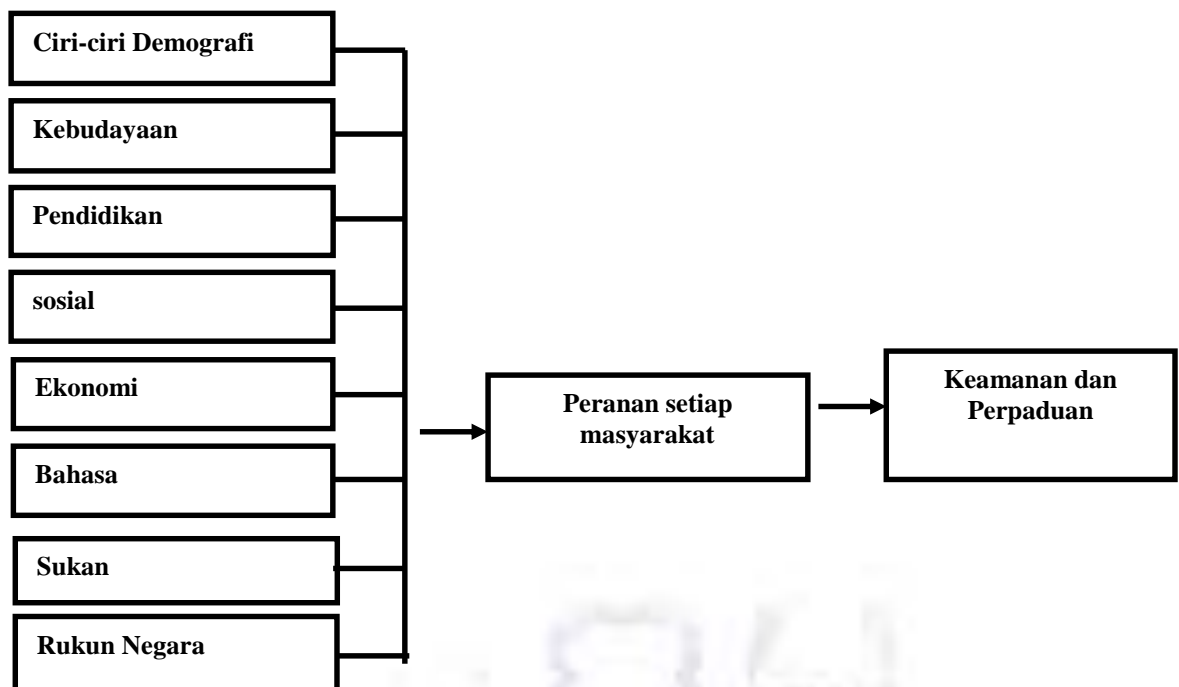 Ciri-ciri Demografi
Kebudayaan
Pendidikan
sosial
Ekonomi
Bahasa
Sukan
Rukun Negara
Peranan setiap
masyarakat
Keamanan dan
Perpaduan